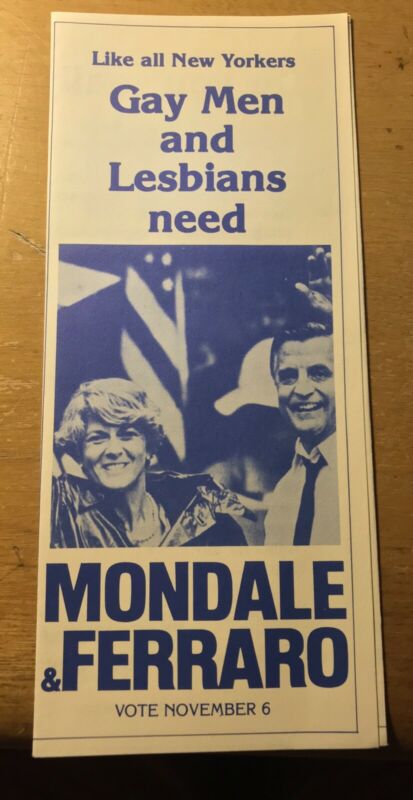 Like all New Yorkers
Gay Men
and
Lesbians
need
MONDALE
& FERRARO
VOTE NOVEMBER 6